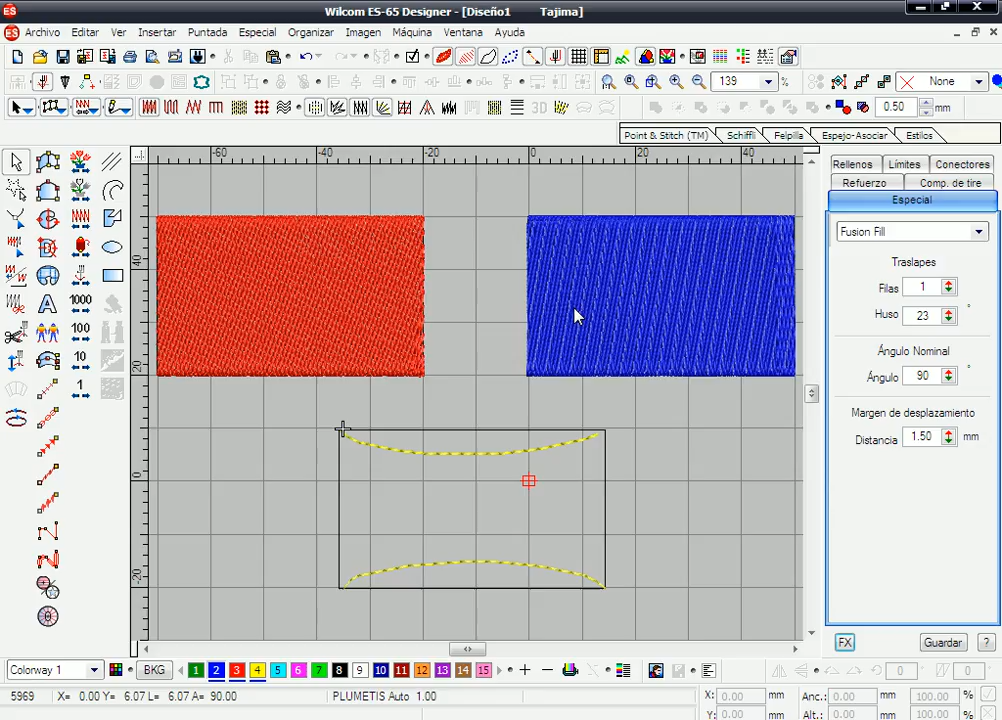 ES Wilcom ES-65 Designer - [Diseño1 Tajima]
ES Archivo Editar Ver Insertar Puntada Especial Organizar Imagen Máquina Ventana Ayuda
139 % None
3D 0.50 mm
Point & Stitch (TM) Schiffli Felpilla Espejo-Asociar Estilos
-60 -40 -20 0 20 40
Rellenos Límites Conectores
Refuerzo Comp. de tire
Especial
Fusion Fill
Traslapes
Filas 1
Huso 23 °
Ángulo Nominal
Ángulo 90 °
Margen de desplazamiento
Distancia 1.50 mm
40
20
0
-20
A 1000
100
10
1
FX Guardar ?
Colorway 1 BKG 1 2 3 4 5 6 7 8 9 10 11 12 13 14 15 0 0
5969 X= 0.00 Y= 6.07 L= 6.07 A= 90.00 PLUMETIS Auto 1.00
X: 0.00 mm Anc.: 0.00 mm 100.00 %
Y: 0.00 mm Alt.: 0.00 mm 100.00 %